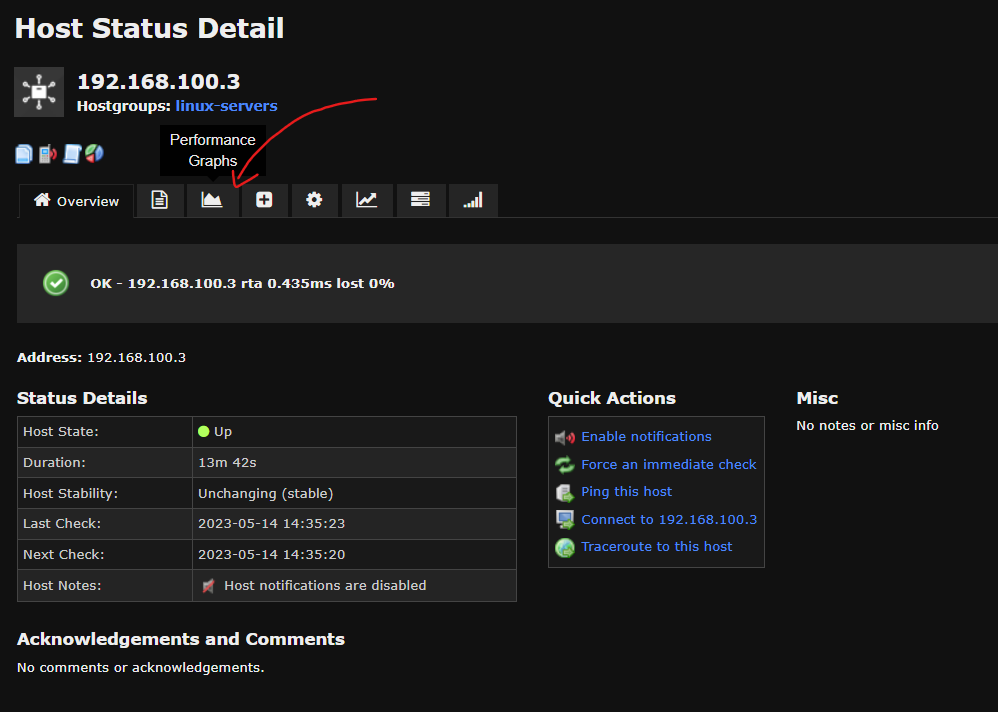 Host Status Detail
192.168.100.3
Hostgroups: linux-servers
Performance
Graphs
Overview
OK - 192.168.100.3 rta 0.435ms lost 0%
Address: 192.168.100.3
Status Details
Host State: Up
Duration: 13m 42s
Host Stability: Unchanging (stable)
Last Check: 2023-05-14 14:35:23
Next Check: 2023-05-14 14:35:20
Host Notes: Host notifications are disabled
Quick Actions
Enable notifications
Force an immediate check
Ping this host
Connect to 192.168.100.3
Traceroute to this host
Misc
No notes or misc info
Acknowledgements and Comments
No comments or acknowledgements.